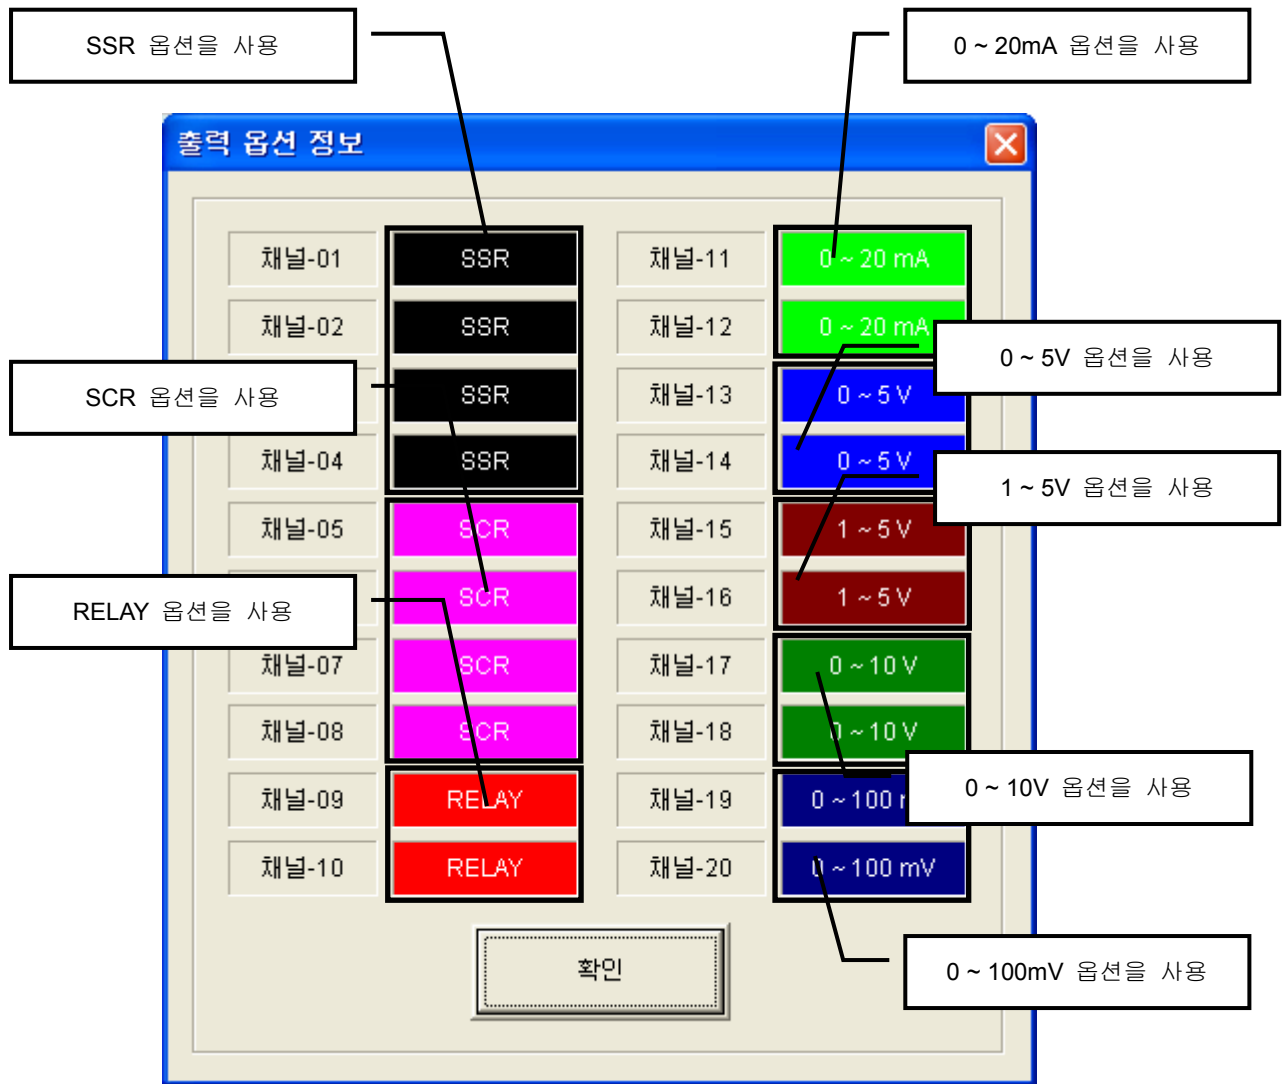 SSR 옵션을 사용
0 ~ 20mA 옵션을 사용
출력 옵션 정보
채널-01 SSR 채널-11 0 ~ 20 mA
채널-02 SSR 채널-12 0 ~ 20 mA
0 ~ 5V 옵션을 사용
SCR 옵션을 사용
SSR 채널-13 0 ~ 5 V
채널-04 SSR 채널-14 0 ~ 5 V
1 ~ 5V 옵션을 사용
채널-05 SCR 채널-15 1 ~ 5 V
SCR 채널-16 1 ~ 5 V
RELAY 옵션을 사용
채널-07 SCR 채널-17 0 ~ 10 V
채널-08 SCR 채널-18 0 ~ 10 V
0 ~ 10V 옵션을 사용
채널-09 RELAY 채널-19 0 ~ 100
채널-10 RELAY 채널-20 0 ~ 100 mV
확인
0 ~ 100mV 옵션을 사용